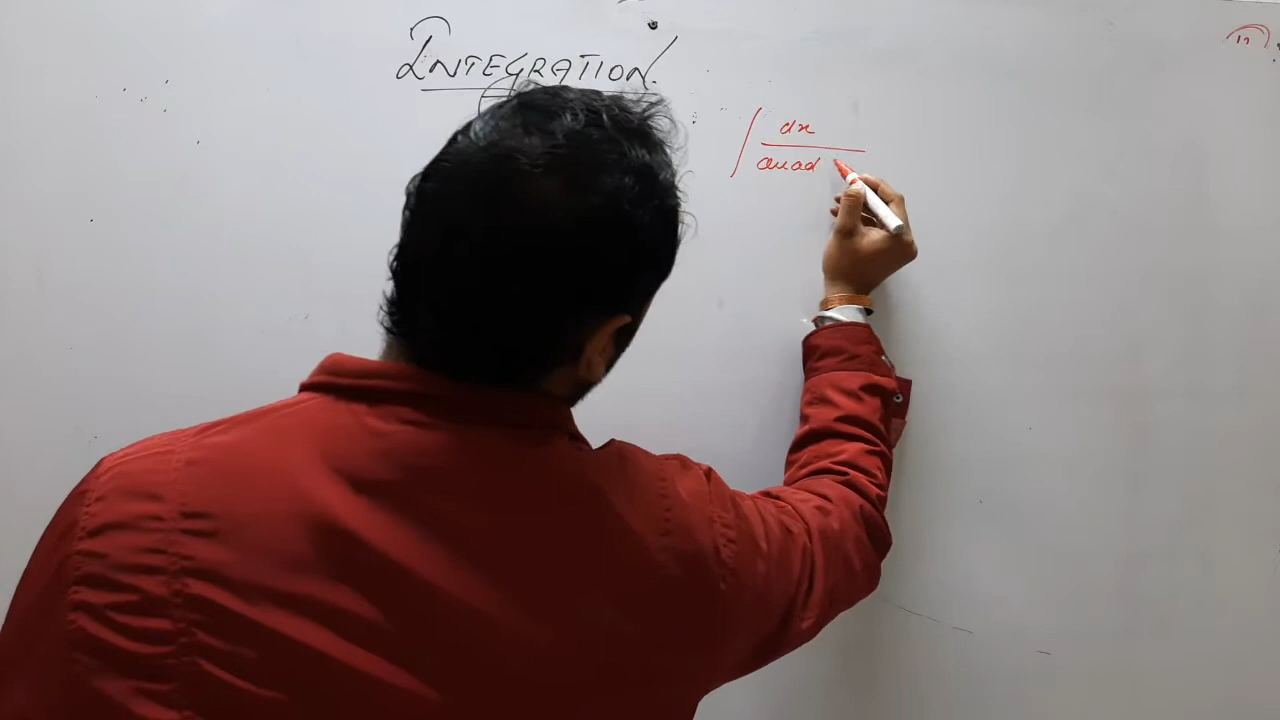 INTEGRATION.
∫ dx
Quad